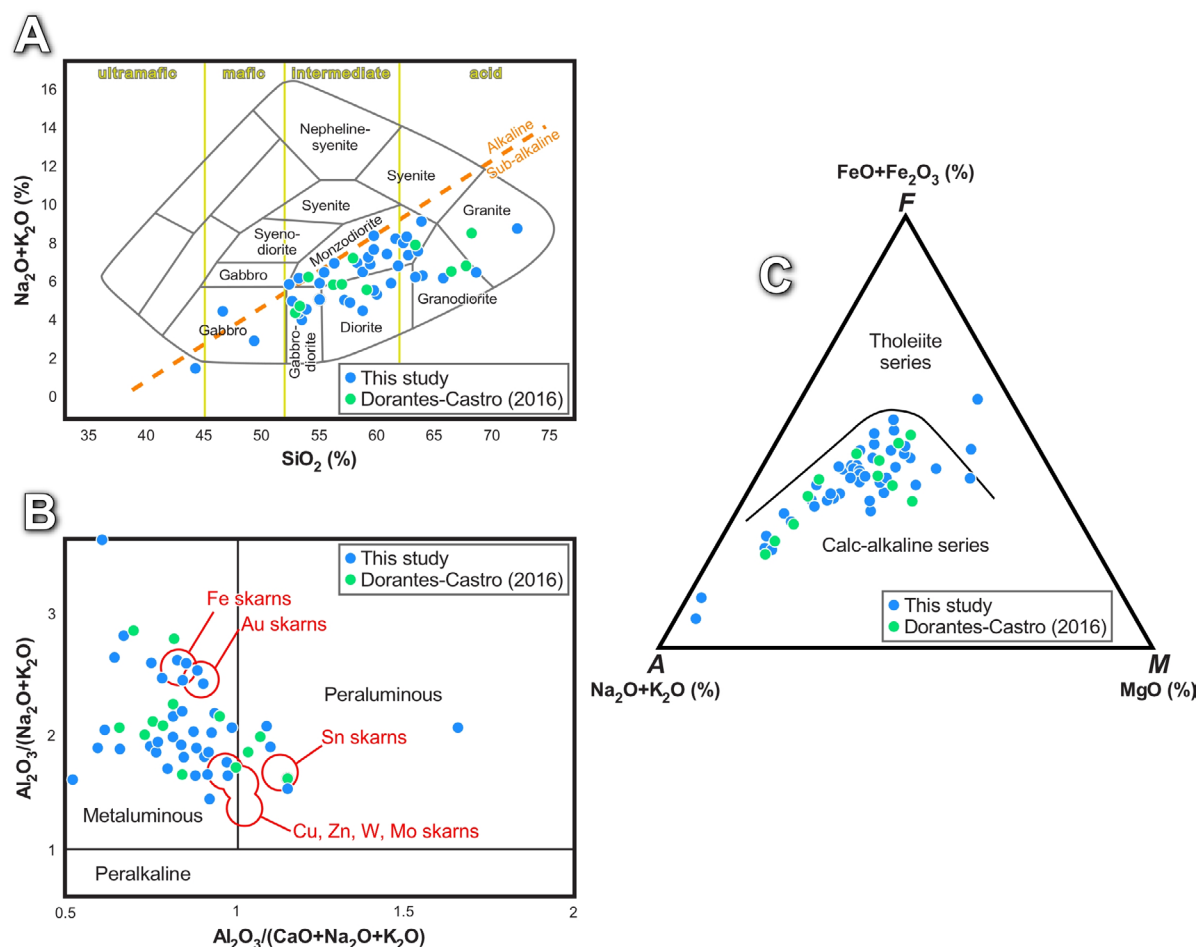 A
ultramafic
mafic
intermediate
aoid
16
14
12
10
8
6
4
2
0
Na2O+K2O (%)
Nepheline-
syenite
Alkaline
Sub-alkaline
Syenite
Syenite
Granite
Syeno-
diorite
Monzodiorite
Gabbro
Granodiorite
Gabbro
Gabbro-
diorite
Diorite
This study
Dorantes-Castro (2016)
35
40
45
50
55
60
65
70
75
SiO2 (%)
B
This study
Dorantes-Castro (2016)
Fe skarns
Au skarns
3
2
1
Al2O3/(Na2O+K2O)
Peraluminous
Sn skarns
Metaluminous
Cu, Zn, W, Mo skarns
Peralkaline
0.5
1
1.5
2
Al2O3/(CaO+Na2O+K2O)
C
FeO+Fe2O3 (%)
F
Tholeiite
series
Calc-alkaline series
This study
Dorantes-Castro (2016)
A
M
Na2O+K2O (%)
MgO (%)